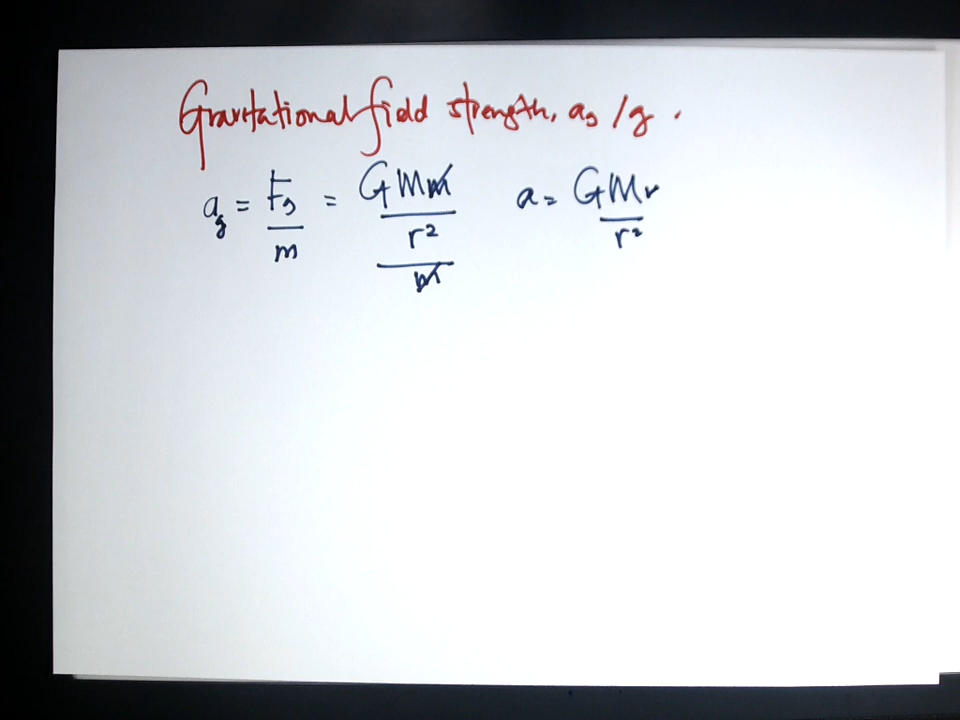 Gravitational field strength, ag / g .
ag = Fg / m = GMm / r² / m a = GMr / r²